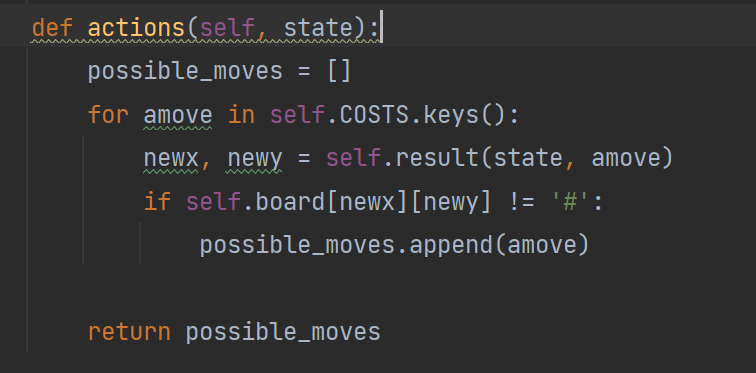 def actions(self, state):
    possible_moves = []
    for amove in self.COSTS.keys():
        newx, newy = self.result(state, amove)
        if self.board[newx][newy] != '#':
            possible_moves.append(amove)
    return possible_moves